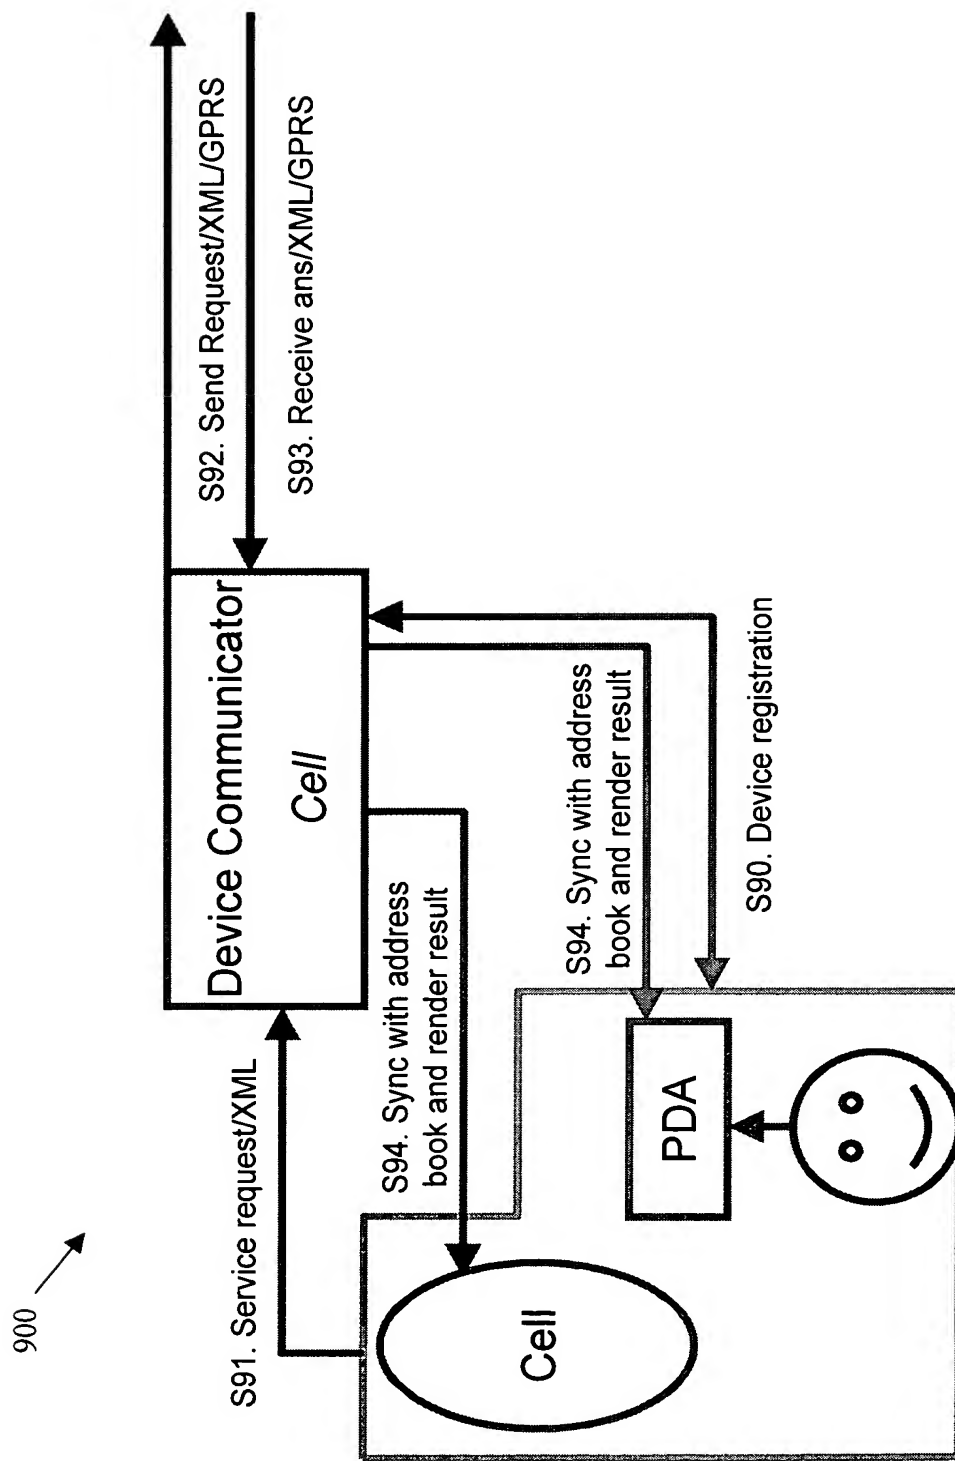 900
S91. Service request/XML
S92. Send Request/XML/GPRS
S93. Receive ans/XML/GPRS
Device Communicator
Cell
S94. Sync with address
book and render result
S94. Sync with address
book and render result
S90. Device registration
Cell
PDA